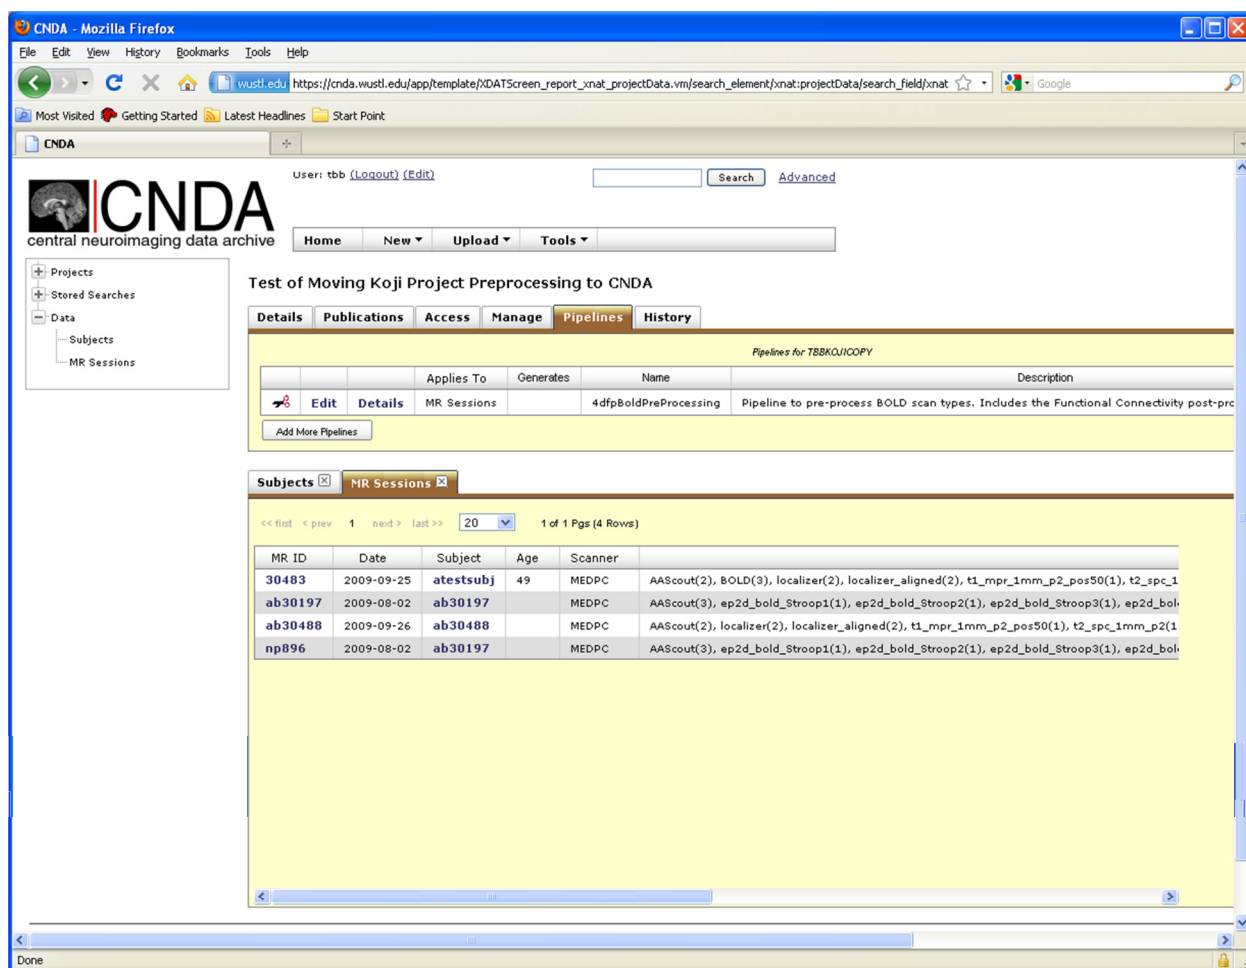 CNDA - Mozilla Firefox
File Edit View History Bookmarks Tools Help
wustl.edu https://cnda.wustl.edu/app/template/XDATScreen_report_xnat_projectData.vm/search_element/xnat:projectData/search_field/xnat Google
Most Visited Getting Started Latest Headlines Start Point
CNDA
User: tbb (Logout) (Edit) Search Advanced
CNDA
central neuroimaging data archive
Home New Upload Tools
Projects
Stored Searches
Data
Subjects
MR Sessions
Test of Moving Koji Project Preprocessing to CNDA
Details Publications Access Manage Pipelines History
Pipelines for TBBKOJICOPY
Applies To Generates Name Description
Edit Details MR Sessions 4dfpBoldPreProcessing Pipeline to pre-process BOLD scan types. Includes the Functional Connectivity post-pro
Add More Pipelines
Subjects MR Sessions
<< first < prev 1 next > last >> 20 1 of 1 Pgs (4 Rows)
MR ID Date Subject Age Scanner
30483 2009-09-25 atestsubj 49 MEDPC AAScout(2), BOLD(3), localizer(2), localizer_aligned(2), t1_mpr_1mm_p2_pos50(1), t2_spc_1
ab30197 2009-08-02 ab30197 MEDPC AAScout(3), ep2d_bold_Stroop1(1), ep2d_bold_Stroop2(1), ep2d_bold_Stroop3(1), ep2d_bol
ab30488 2009-09-26 ab30488 MEDPC AAScout(2), localizer(2), localizer_aligned(2), t1_mpr_1mm_p2_pos50(1), t2_spc_1mm_p2(1
np896 2009-08-02 ab30197 MEDPC AAScout(3), ep2d_bold_Stroop1(1), ep2d_bold_Stroop2(1), ep2d_bold_Stroop3(1), ep2d_bol
Done